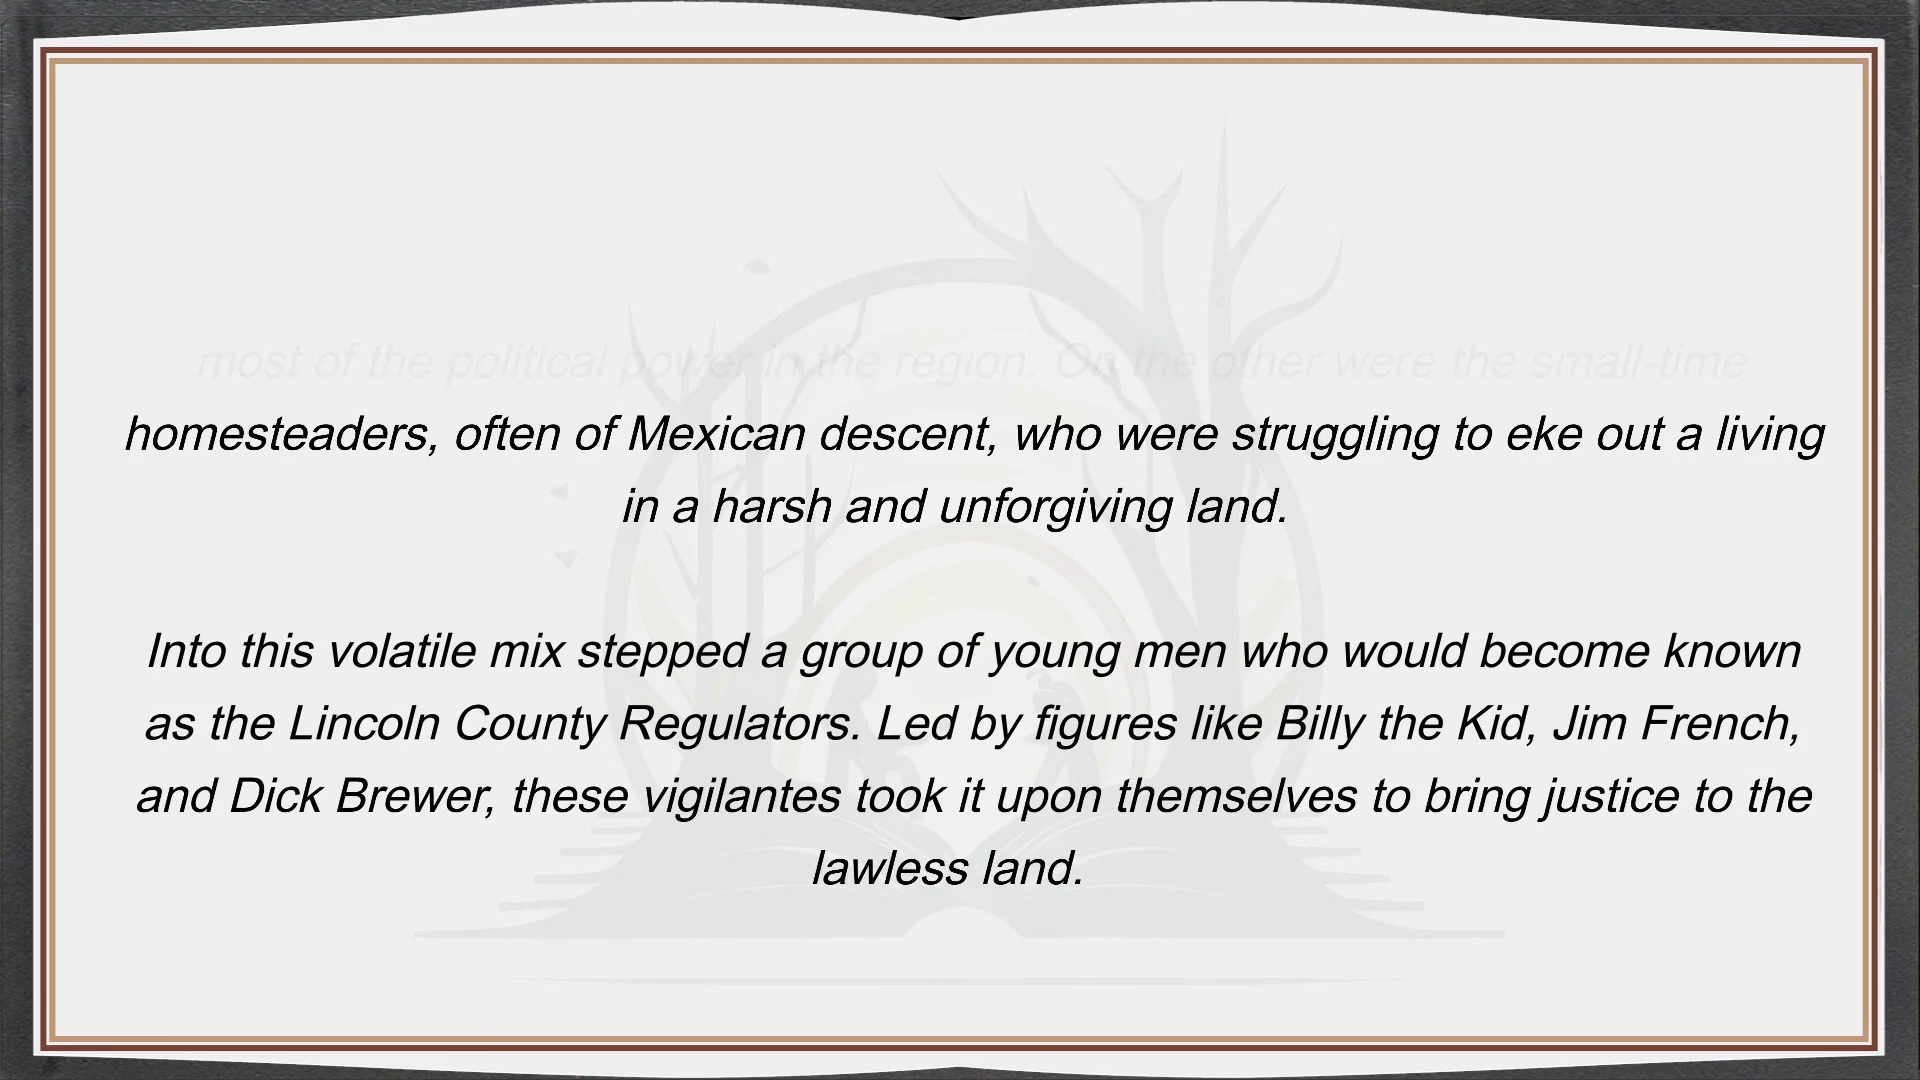 most of the political power in the region. On the other were the small-time
homesteaders, often of Mexican descent, who were struggling to eke out a living
in a harsh and unforgiving land.
Into this volatile mix stepped a group of young men who would become known
as the Lincoln County Regulators. Led by figures like Billy the Kid, Jim French,
and Dick Brewer, these vigilantes took it upon themselves to bring justice to the
lawless land.